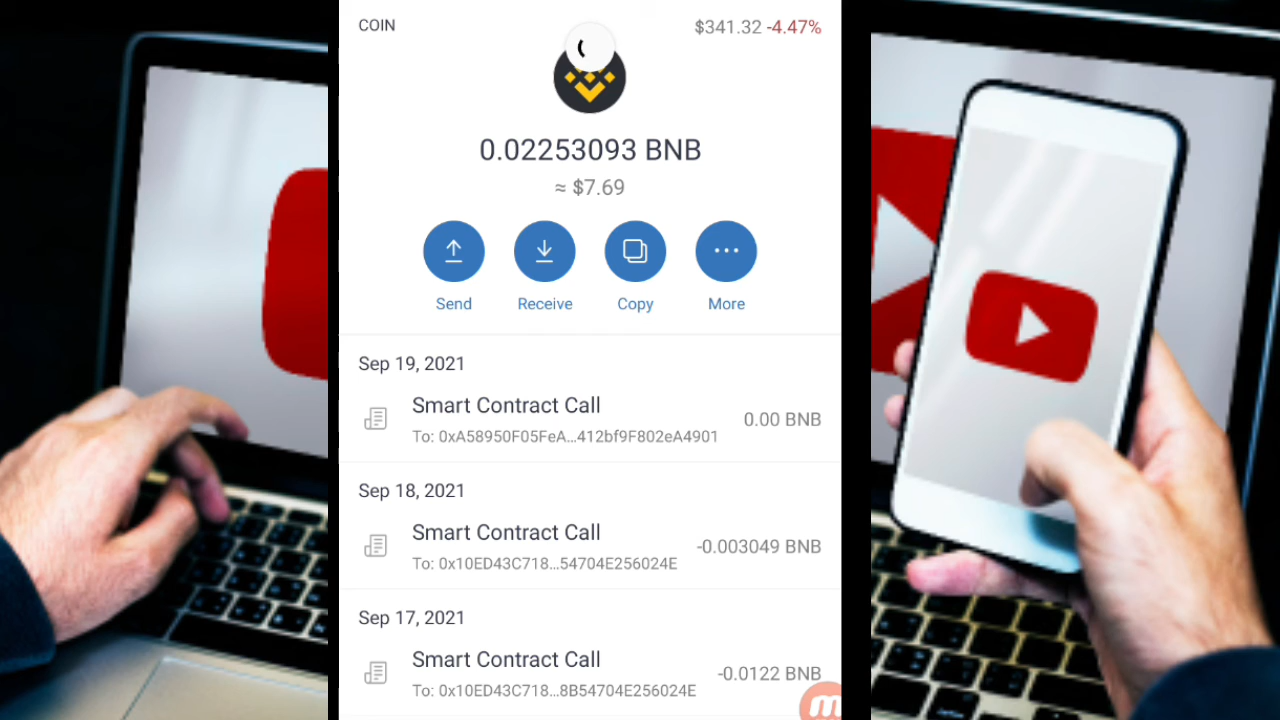 COIN
$341.32 -4.47%
0.02253093 BNB
≈ $7.69
Send
Receive
Copy
More
Sep 19, 2021
Smart Contract Call
0.00 BNB
To: 0xA58950F05FeA...412bf9F802eA4901
Sep 18, 2021
Smart Contract Call
-0.003049 BNB
To: 0x10ED43C718...54704E256024E
Sep 17, 2021
Smart Contract Call
-0.0122 BNB
To: 0x10ED43C718...8B54704E256024E